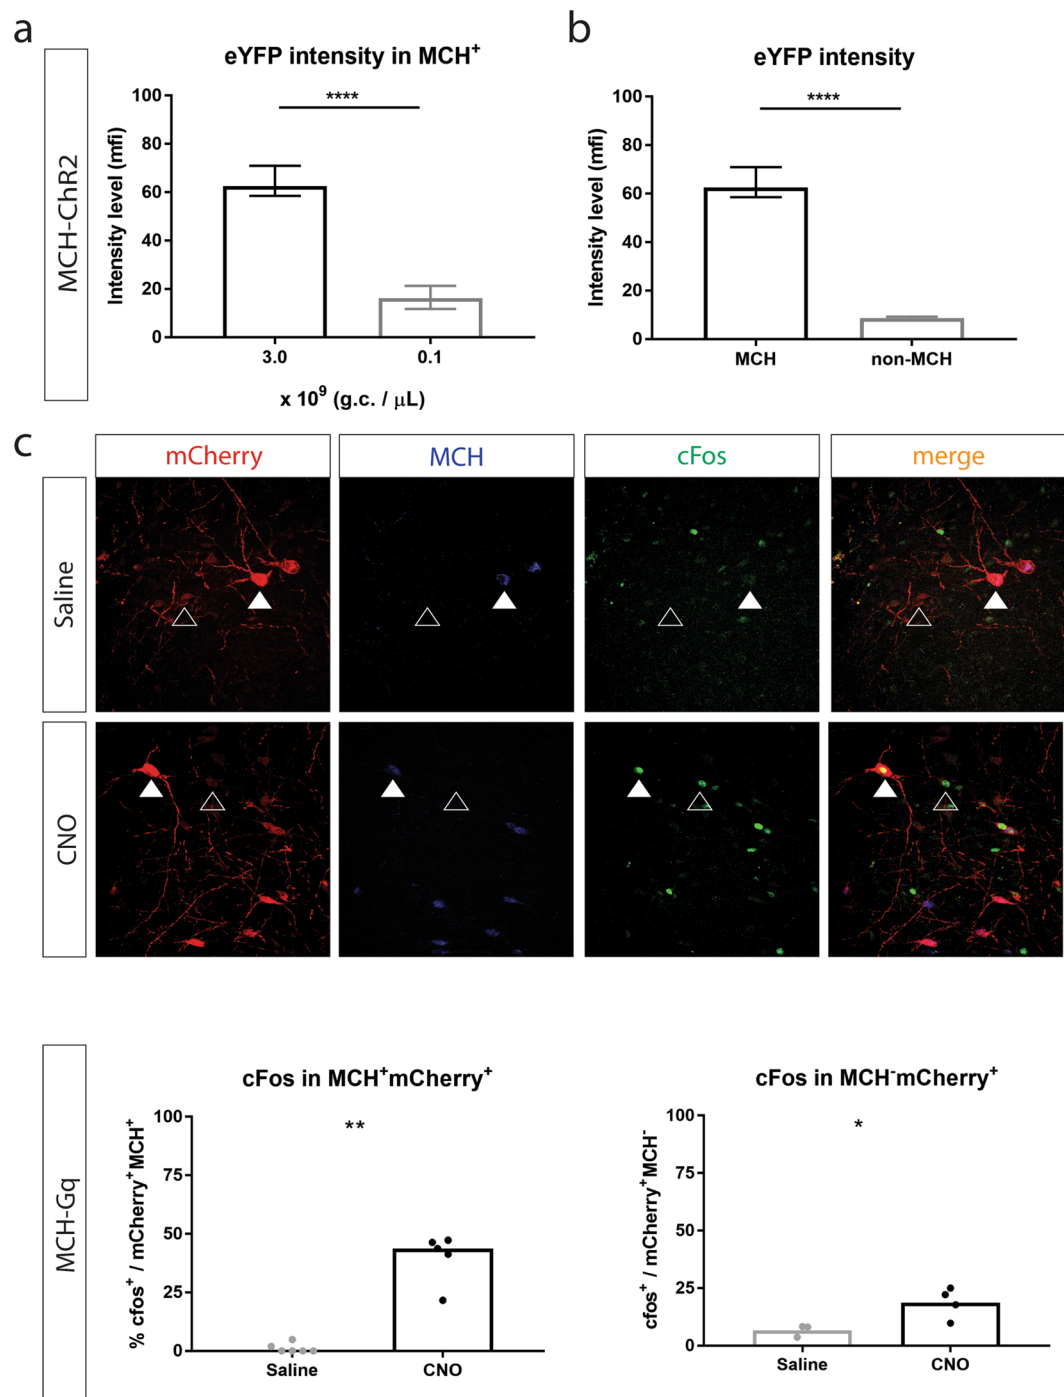 a
MCH-ChR2
eYFP intensity in MCH⁺
****
Intensity level (mfi)
100
80
60
40
20
0
3.0
0.1
x 10⁹ (g.c. / μL)
b
eYFP intensity
****
Intensity level (mfi)
100
80
60
40
20
0
MCH
non-MCH
c
mCherry
MCH
cFos
merge
Saline
CNO
MCH-Gq
cFos in MCH⁺mCherry⁺
**
% cfos⁺ / mCherry⁺MCH⁺
100
75
50
25
0
Saline
CNO
cFos in MCH⁻mCherry⁺
*
cfos⁺ / mCherry⁺MCH⁻
100
75
50
25
0
Saline
CNO